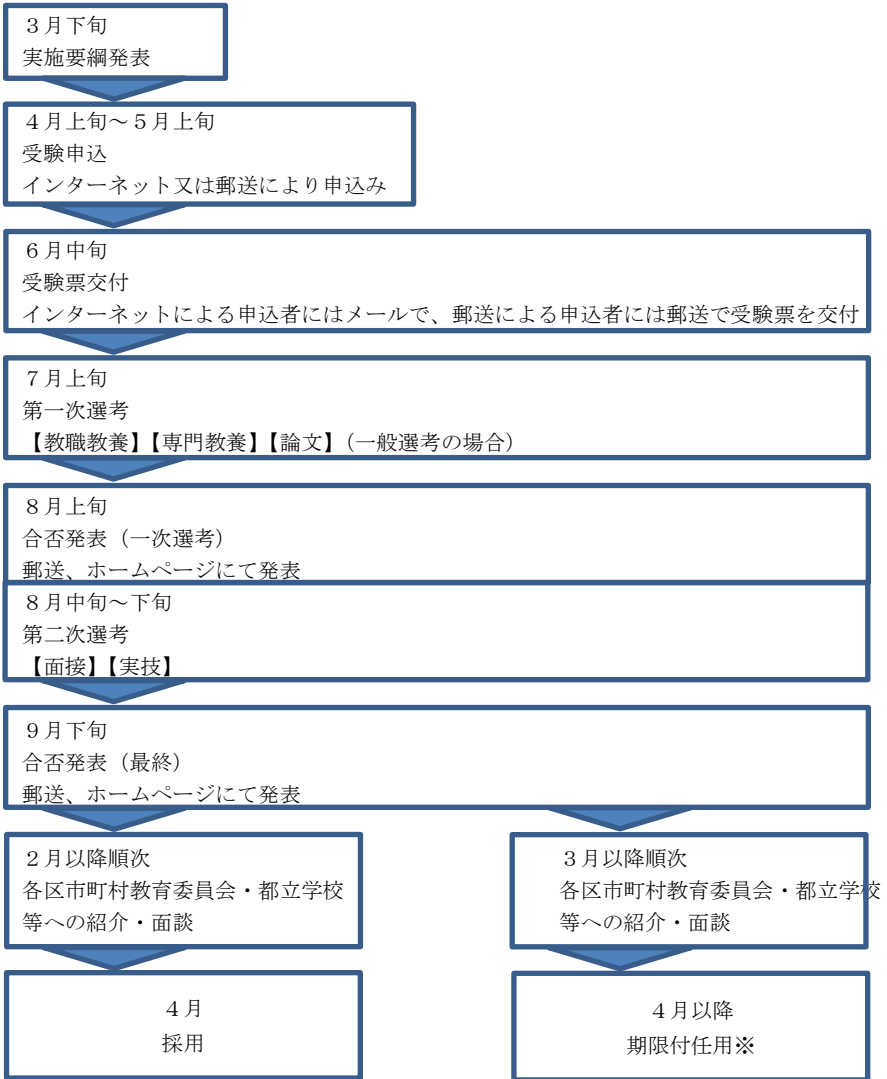 ３月下旬
実施要綱発表
４月上旬～５月上旬
受験申込
インターネット又は郵送により申込み
６月中旬
受験票交付
インターネットによる申込者にはメールで、郵送による申込者には郵送で受験票を交付
７月上旬
第一次選考
【教職教養】【専門教養】【論文】（一般選考の場合）
８月上旬
合否発表（一次選考）
郵送、ホームページにて発表
８月中旬～下旬
第二次選考
【面接】【実技】
９月下旬
合否発表（最終）
郵送、ホームページにて発表
２月以降順次
各区市町村教育委員会・都立学校
等への紹介・面談
４月
採用
３月以降順次
各区市町村教育委員会・都立学校
等への紹介・面談
４月以降
期限付任用※